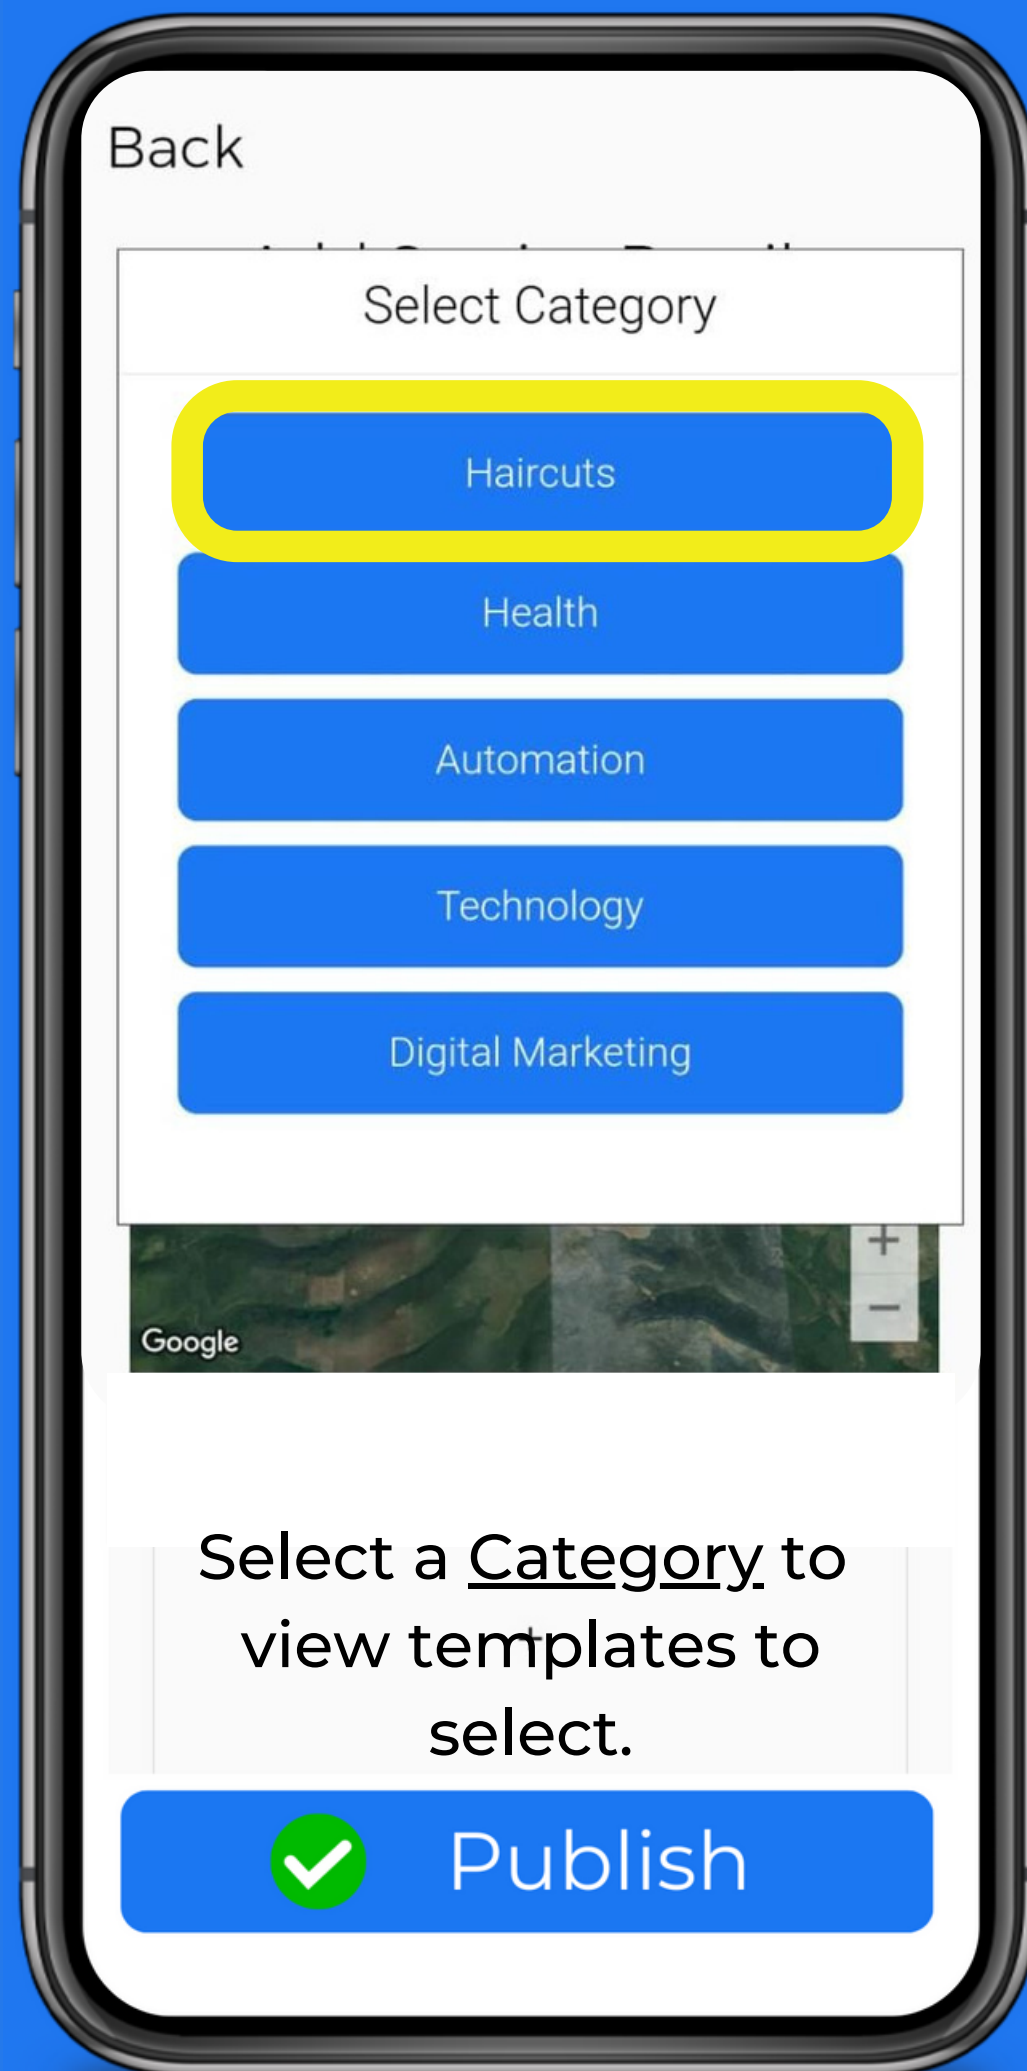 Back
Select Category
Haircuts
Health
Automation
Technology
Digital Marketing
+
−
Google
Select a Category to
view templates to
select.
+
Publish